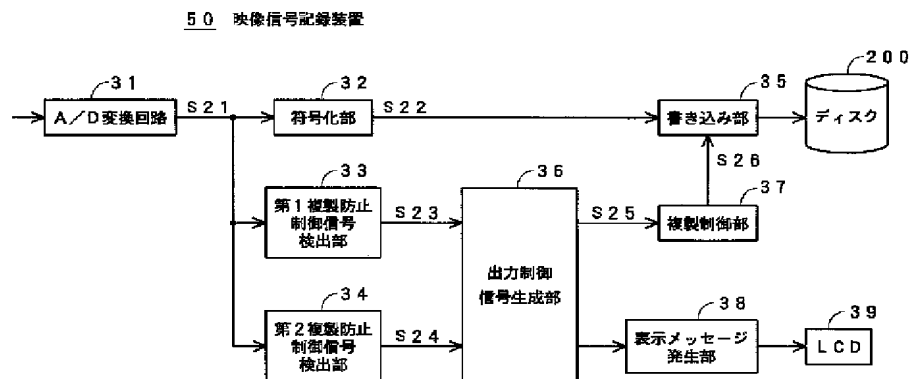 ５０ 映像信号記録装置
３１
Ａ／Ｄ変換回路
Ｓ２１
３２
符号化部
Ｓ２２
３５
書き込み部
２００
ディスク
Ｓ２６
３３
第１複製防止
制御信号
検出部
Ｓ２３
３６
出力制御
信号生成部
Ｓ２５
３７
複製制御部
３４
第２複製防止
制御信号
検出部
Ｓ２４
３８
表示メッセージ
発生部
３９
ＬＣＤ